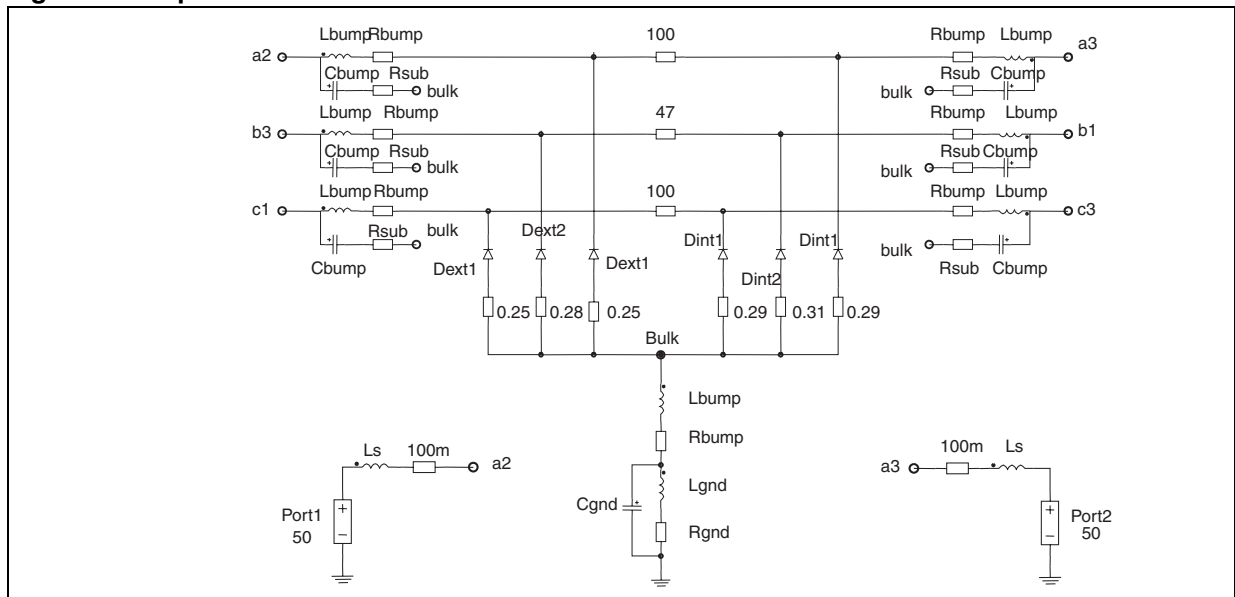 Lbump Rbump 100 Rbump Lbump
a2 a3
Cbump Rsub Rsub Cbump
bulk bulk
Lbump Rbump 47 Rbump Lbump
b3 b1
Cbump Rsub Rsub Cbump
bulk bulk
Lbump Rbump 100 Rbump Lbump
c1 c3
Rsub bulk Dext2 Dint1 Dint1 bulk
Cbump Dext1 Dext1 Dint2 Rsub Cbump
0.25 0.28 0.25 0.29 0.31 0.29
Bulk
Lbump
Rbump
Ls 100m 100m Ls
a2 a3
Lgnd
Cgnd
Port1 Rgnd Port2
50 50